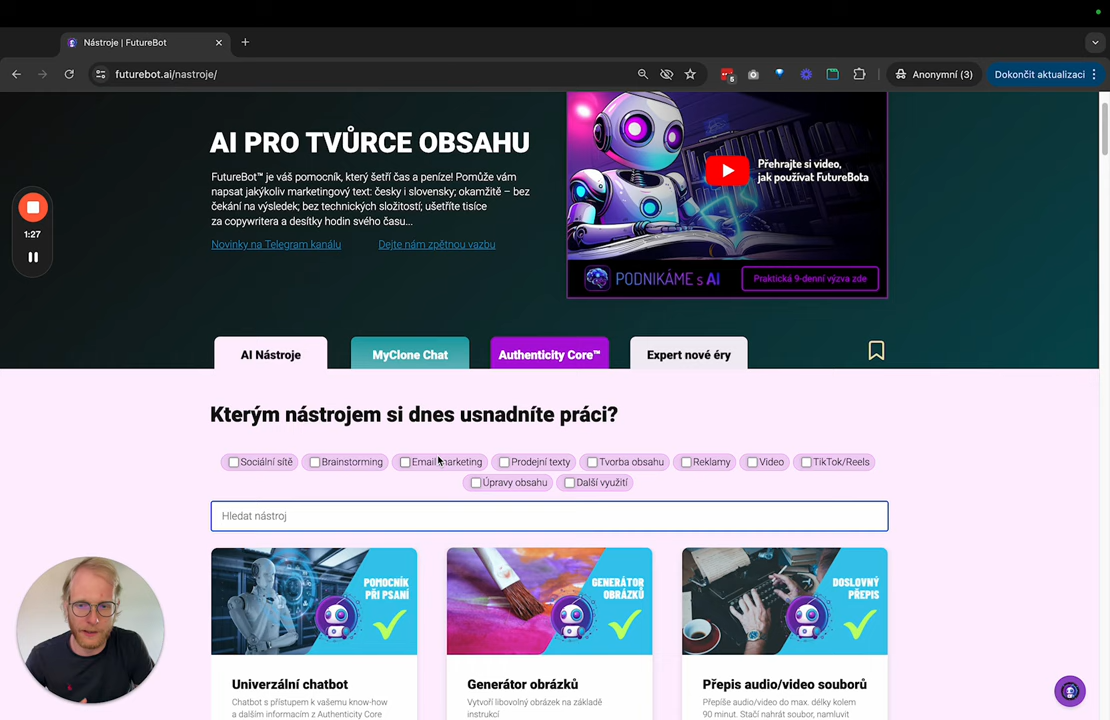 Nástroje | FutureBot
futurebot.ai/nastroje/
5
Anonymní (3)
Dokončit aktualizaci
AI PRO TVŮRCE OBSAHU
FutureBot™ je váš pomocník, který šetří čas a peníze! Pomůže vám
napsat jakýkoliv marketingový text: česky i slovensky; okamžitě – bez
čekání na výsledek; bez technických složitostí; ušetříte tisíce
za copywritera a desítky hodin svého času...
Novinky na Telegram kanálu
Dejte nám zpětnou vazbu
Přehrajte si video,
jak používat FutureBota
PODNIKÁME s AI
Praktická 9-denní výzva zde
1:27
AI Nástroje
MyClone Chat
Authenticity Core™
Expert nové éry
Kterým nástrojem si dnes usnadníte práci?
Sociální sítě
Brainstorming
Email marketing
Prodejní texty
Tvorba obsahu
Reklamy
Video
TikTok/Reels
Úpravy obsahu
Další využití
Hledat nástroj
POMOCNÍK
PŘI PSANÍ
GENERÁTOR
OBRÁZKŮ
DOSLOVNÝ
PŘEPIS
Univerzální chatbot
Chatbot s přístupem k vašemu know-how
a dalším informacím z Authenticity Core
Generátor obrázků
Vytvoří libovolný obrázek na základě
instrukcí
Přepis audio/video souborů
Přepíše audio/video do max. délky kolem
90 minut. Stačí nahrát soubor, namluvit